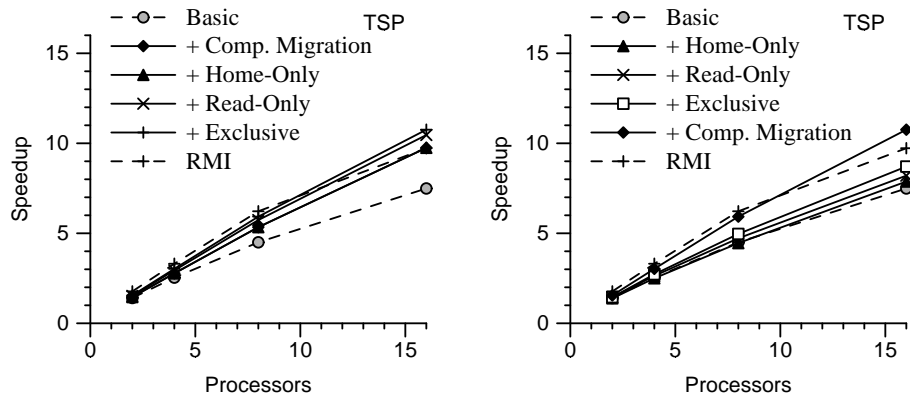 Basic
TSP
+ Comp. Migration
+ Home-Only
+ Read-Only
+ Exclusive
RMI
15
10
5
0
Speedup
0 5 10 15
Processors
Basic
TSP
+ Home-Only
+ Read-Only
+ Exclusive
+ Comp. Migration
RMI
15
10
5
0
Speedup
0 5 10 15
Processors